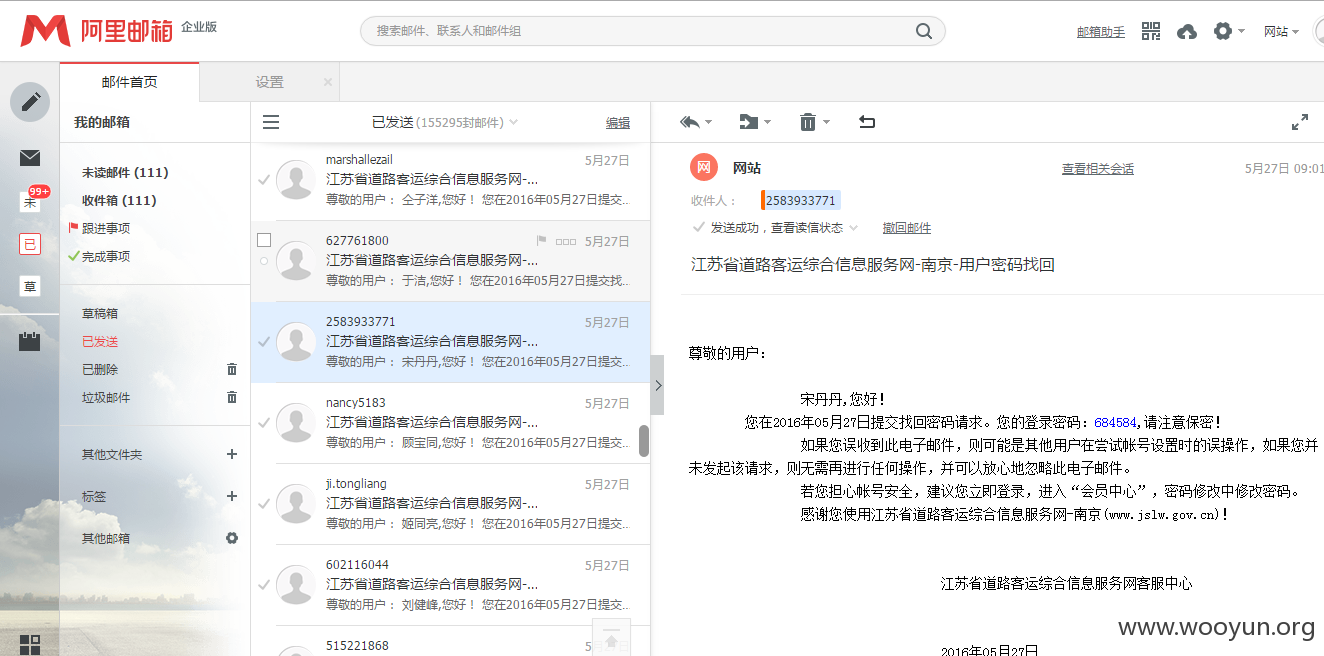 阿里邮箱 企业版
搜索邮件、联系人和邮件组
邮箱助手
网站
邮件首页
设置
99+
未
已
草
我的邮箱
未读邮件 (111)
收件箱 (111)
跟进事项
完成事项
草稿箱
已发送
已删除
垃圾邮件
其他文件夹
标签
其他邮箱
已发送 (155295封邮件)
编辑
marshallezail 5月27日
江苏省道路客运综合信息服务网-...
尊敬的用户： 仝子洋,您好！ 您在2016年05月27日提交...
627761800 5月27日
江苏省道路客运综合信息服务网-...
尊敬的用户： 于洁,您好！ 您在2016年05月27日提交找...
2583933771 5月27日
江苏省道路客运综合信息服务网-...
尊敬的用户： 宋丹丹,您好！ 您在2016年05月27日提交...
nancy5183 5月27日
江苏省道路客运综合信息服务网-...
尊敬的用户： 顾宝同,您好！ 您在2016年05月27日提交...
ji.tongliang 5月27日
江苏省道路客运综合信息服务网-...
尊敬的用户： 姬同亮,您好！ 您在2016年05月27日提交...
602116044 5月27日
江苏省道路客运综合信息服务网-...
尊敬的用户： 刘健峰,您好！ 您在2016年05月27日提交...
515221868
网 网站
查看相关会话
5月27日 09:01
收件人： 2583933771
发送成功，查看读信状态
撤回邮件
江苏省道路客运综合信息服务网-南京-用户密码找回
尊敬的用户：
宋丹丹,您好！
您在2016年05月27日提交找回密码请求。您的登录密码：684584,请注意保密！
如果您误收到此电子邮件，则可能是其他用户在尝试帐号设置时的误操作，如果您并
未发起该请求，则无需再进行任何操作，并可以放心地忽略此电子邮件。
若您担心帐号安全，建议您立即登录，进入“会员中心”，密码修改中修改密码。
感谢您使用江苏省道路客运综合信息服务网-南京(www.jslw.gov.cn)！
江苏省道路客运综合信息服务网客服中心
2016年05月27日
www.wooyun.org